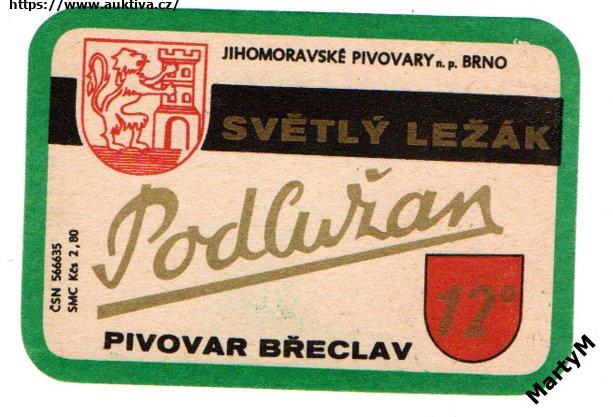 https://www.auktiva.cz/
JIHOMORAVSKÉ PIVOVARY n. p. BRNO
SVĚTLÝ LEŽÁK
Podlužan
ČSN 566635
SMC Kčs 2,80
12°
PIVOVAR BŘECLAV
MartyM